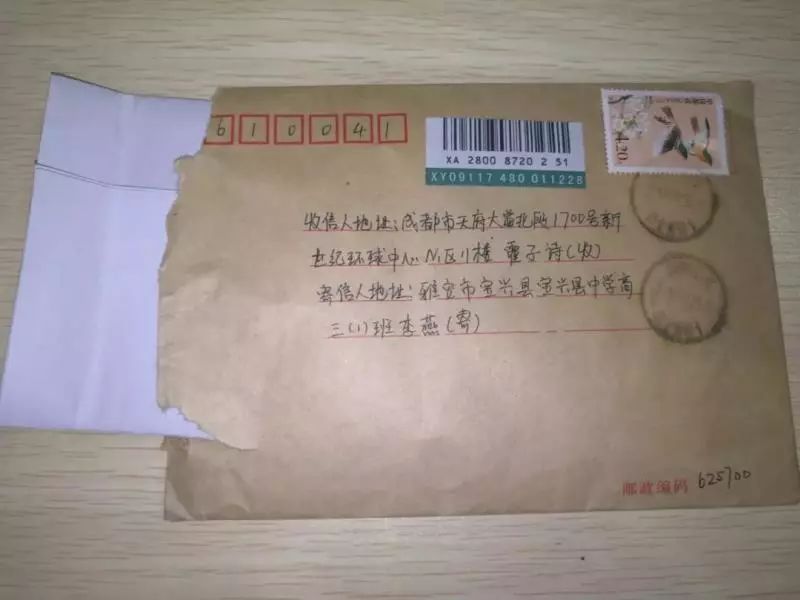 610041
XA 2800 8720 2 51
XY09117 480 011228
4.20
收信人地址:成都市天府大道北段1700号新
世纪环球中心N区11楼 子诗(收)
寄信人地址:雅安市宝兴县宝兴县中学高
三(1)班李燕(寄)
邮政编码 625700